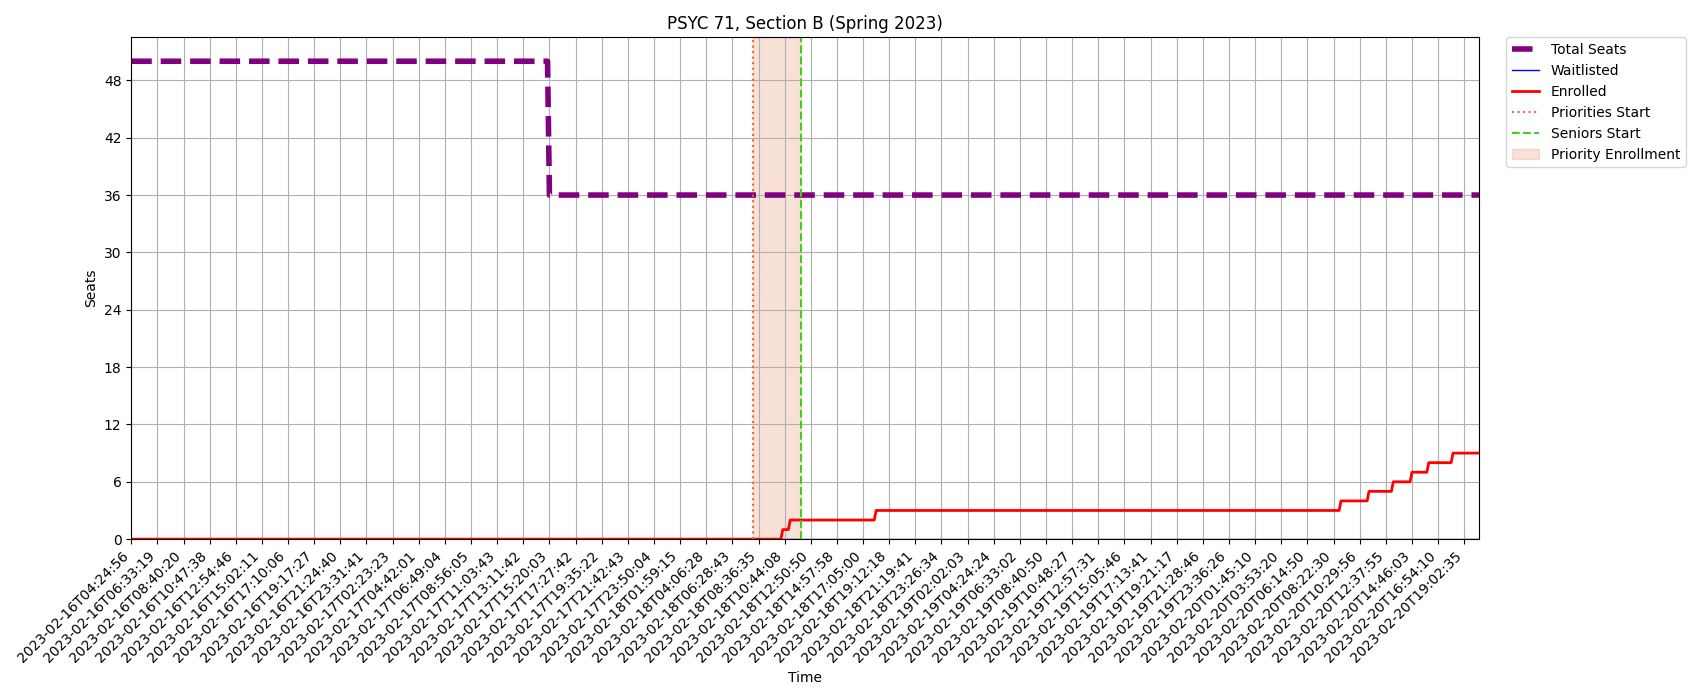 PSYC 71, Section B (Spring 2023)
Total Seats
Waitlisted
Enrolled
Priorities Start
Seniors Start
Priority Enrollment
Seats
48
42
36
30
24
18
12
6
0
2023-02-16T04:24:56
2023-02-16T06:33:19
2023-02-16T08:40:20
2023-02-16T10:47:38
2023-02-16T12:54:46
2023-02-16T15:02:11
2023-02-16T17:10:06
2023-02-16T19:17:27
2023-02-16T21:24:40
2023-02-16T23:31:41
2023-02-17T02:23:23
2023-02-17T04:42:01
2023-02-17T06:49:04
2023-02-17T08:56:05
2023-02-17T11:03:43
2023-02-17T13:11:42
2023-02-17T15:20:03
2023-02-17T17:27:42
2023-02-17T19:35:22
2023-02-17T21:42:43
2023-02-17T23:50:04
2023-02-18T01:59:15
2023-02-18T04:06:28
2023-02-18T06:28:43
2023-02-18T08:36:35
2023-02-18T10:44:08
2023-02-18T12:50:50
2023-02-18T14:57:58
2023-02-18T17:05:00
2023-02-18T19:12:18
2023-02-18T21:19:41
2023-02-18T23:26:34
2023-02-19T02:02:03
2023-02-19T04:24:24
2023-02-19T06:33:02
2023-02-19T08:40:50
2023-02-19T10:48:27
2023-02-19T12:57:31
2023-02-19T15:05:46
2023-02-19T17:13:41
2023-02-19T19:21:17
2023-02-19T21:28:46
2023-02-19T23:36:26
2023-02-20T01:45:10
2023-02-20T03:53:20
2023-02-20T06:14:50
2023-02-20T08:22:30
2023-02-20T10:29:56
2023-02-20T12:37:55
2023-02-20T14:46:03
2023-02-20T16:54:10
2023-02-20T19:02:35
Time